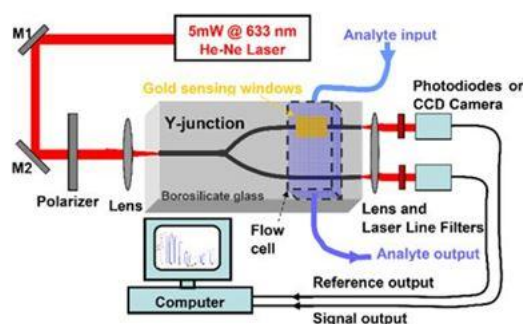 M1
5mW @ 633 nm
He-Ne Laser
Analyte input
Gold sensing windows
Photodiodes or
CCD Camera
Y-junction
M2
Polarizer
Lens
Borosilicate glass
Flow
cell
Lens and
Laser Line Filters
Analyte output
Reference output
Computer
Signal output